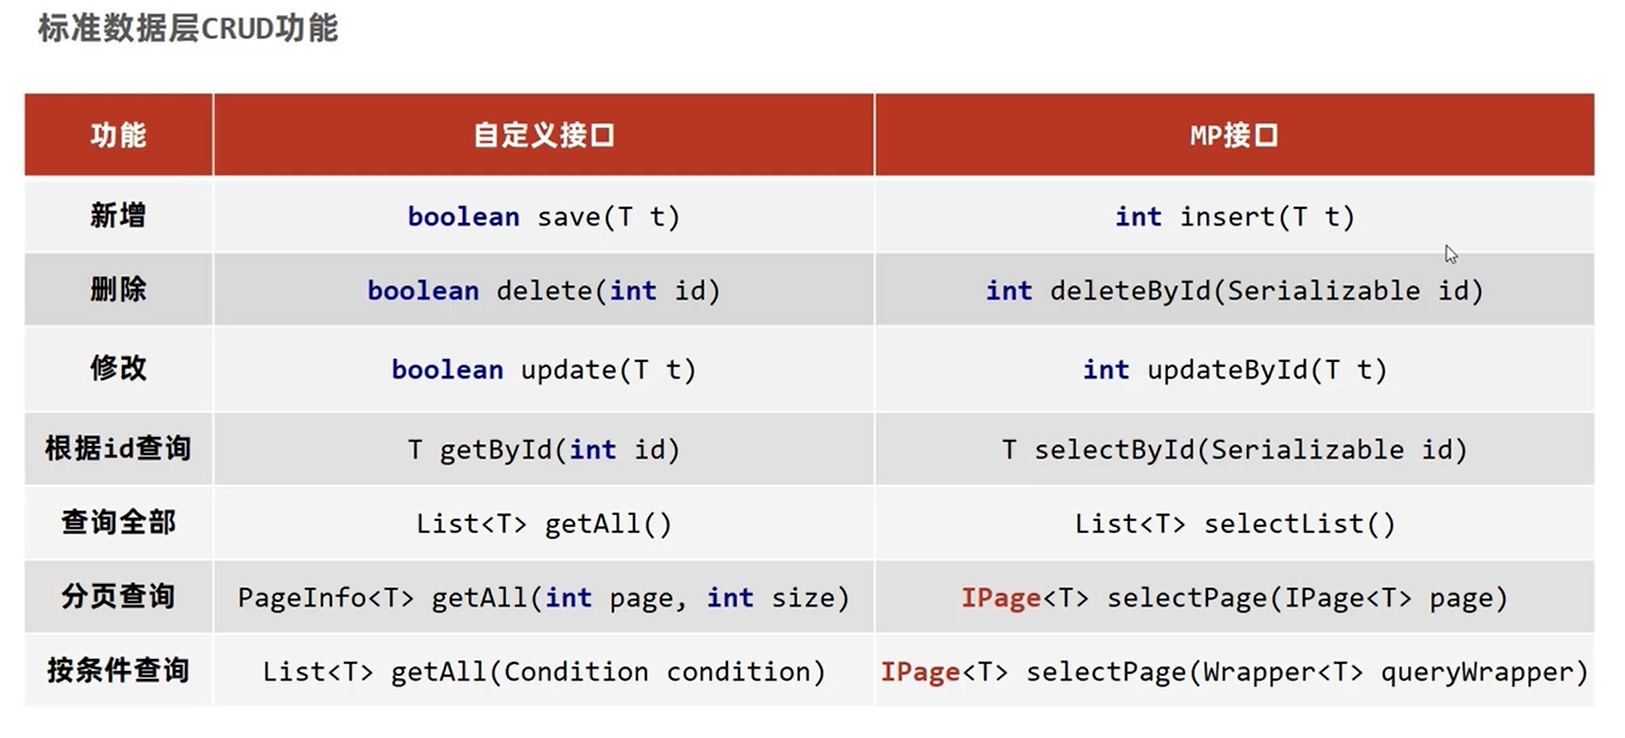 标准数据层CRUD功能
功能 自定义接口 MP接口
新增 boolean save(T t) int insert(T t)
删除 boolean delete(int id) int deleteById(Serializable id)
修改 boolean update(T t) int updateById(T t)
根据id查询 T getById(int id) T selectById(Serializable id)
查询全部 List<T> getAll() List<T> selectList()
分页查询 PageInfo<T> getAll(int page, int size) IPage<T> selectPage(IPage<T> page)
按条件查询 List<T> getAll(Condition condition) IPage<T> selectPage(Wrapper<T> queryWrapper)